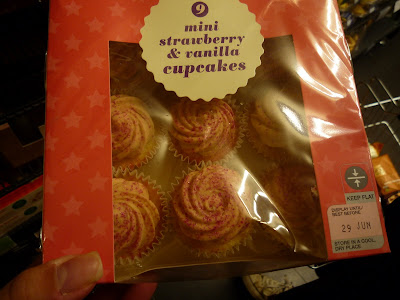 9
mini
strawberry
& vanilla
cupcakes
KEEP FLAT
DISPLAY UNTIL/
BEST BEFORE
29 JUN
STORE IN A COOL,
DRY PLACE